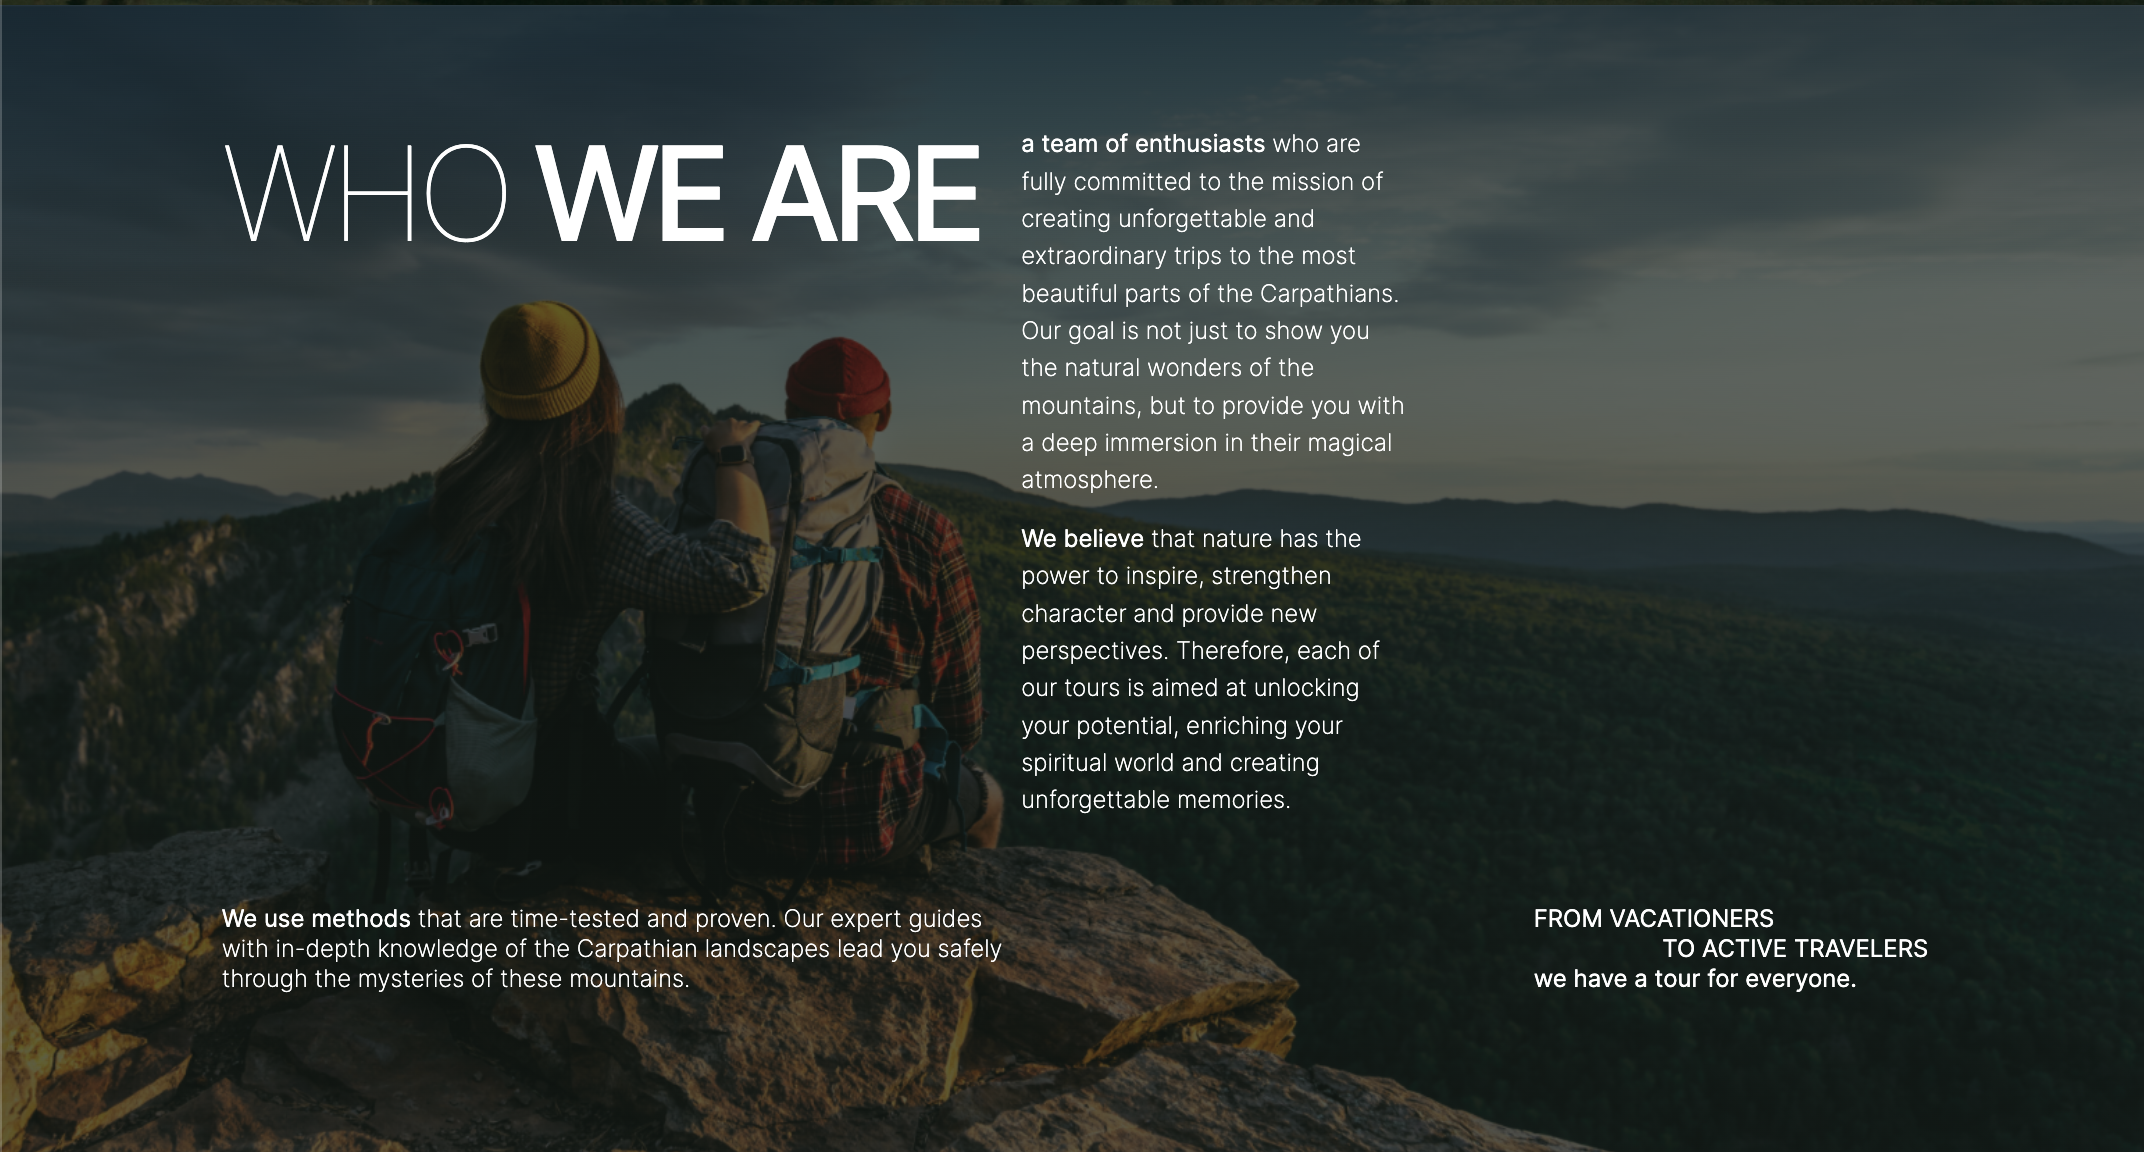 WHO WE ARE
a team of enthusiasts who are
fully committed to the mission of
creating unforgettable and
extraordinary trips to the most
beautiful parts of the Carpathians.
Our goal is not just to show you
the natural wonders of the
mountains, but to provide you with
a deep immersion in their magical
atmosphere.
We believe that nature has the
power to inspire, strengthen
character and provide new
perspectives. Therefore, each of
our tours is aimed at unlocking
your potential, enriching your
spiritual world and creating
unforgettable memories.
We use methods that are time-tested and proven. Our expert guides
with in-depth knowledge of the Carpathian landscapes lead you safely
through the mysteries of these mountains.
FROM VACATIONERS
TO ACTIVE TRAVELERS
we have a tour for everyone.